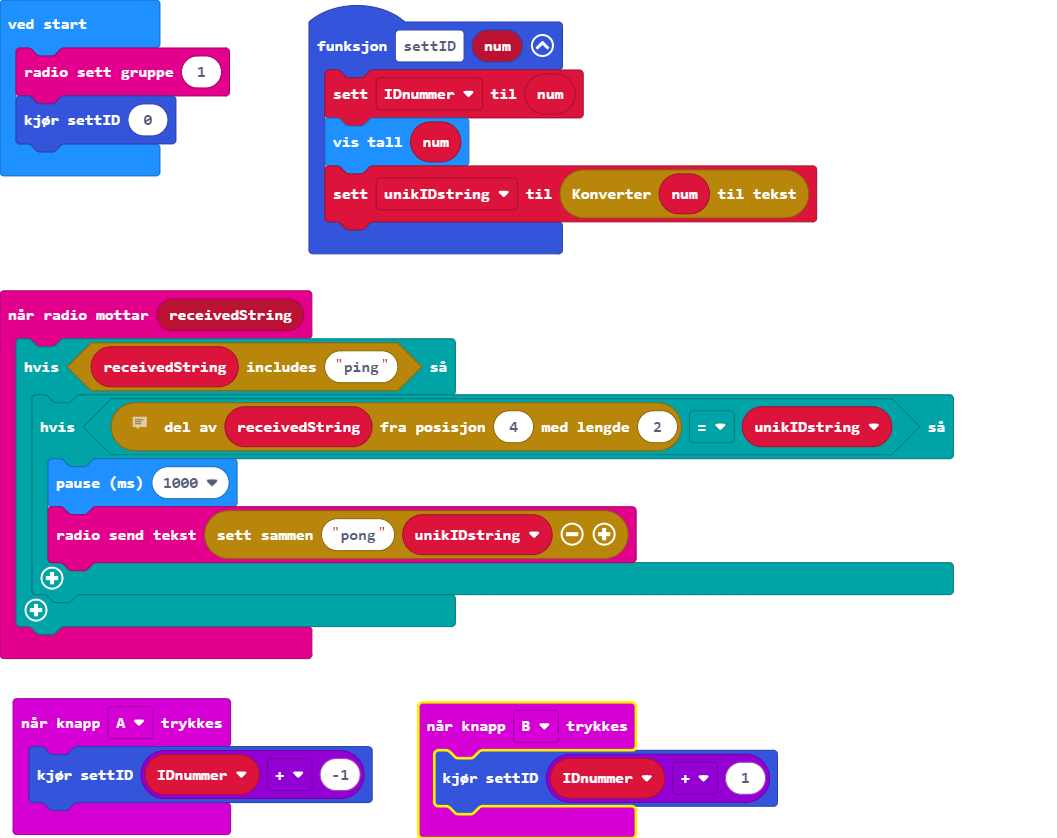 ved start
radio sett gruppe 1
kjør settID 0
funksjon settID num
sett IDnummer til num
vis tall num
sett unikIDstring til Konverter num til tekst
når radio mottar receivedString
hvis receivedString includes "ping" så
hvis del av receivedString fra posisjon 4 med lengde 2 = unikIDstring så
pause (ms) 1000
radio send tekst sett sammen "pong" unikIDstring
når knapp A trykkes
kjør settID IDnummer + -1
når knapp B trykkes
kjør settID IDnummer + 1